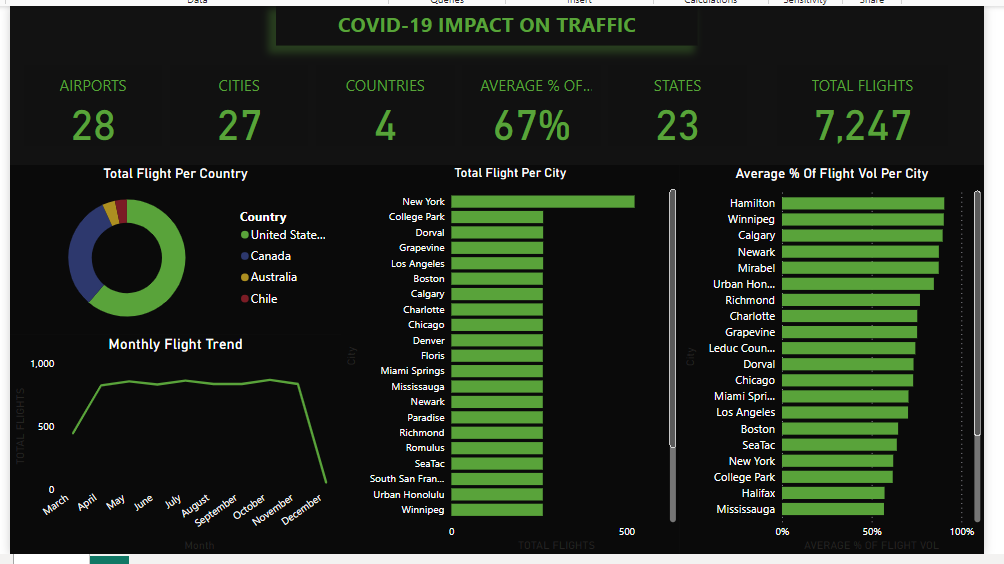 Data Queries Insert Calculations Sensitivity Share
COVID-19 IMPACT ON TRAFFIC
AIRPORTS
28
CITIES
27
COUNTRIES
4
AVERAGE % OF...
67%
STATES
23
TOTAL FLIGHTS
7,247
Total Flight Per Country
Country
United State...
Canada
Australia
Chile
Monthly Flight Trend
TOTAL FLIGHTS
1,000
500
0
March
April
May
June
July
August
September
October
November
December
Month
Total Flight Per City
City
New York
College Park
Dorval
Grapevine
Los Angeles
Boston
Calgary
Charlotte
Chicago
Denver
Floris
Miami Springs
Mississauga
Newark
Paradise
Richmond
Romulus
SeaTac
South San Fran...
Urban Honolulu
Winnipeg
0 500
TOTAL FLIGHTS
Average % Of Flight Vol Per City
City
Hamilton
Winnipeg
Calgary
Newark
Mirabel
Urban Hon...
Richmond
Charlotte
Grapevine
Leduc Coun...
Dorval
Chicago
Miami Spri...
Los Angeles
Boston
SeaTac
New York
College Park
Halifax
Mississauga
0% 50% 100%
AVERAGE % OF FLIGHT VOL